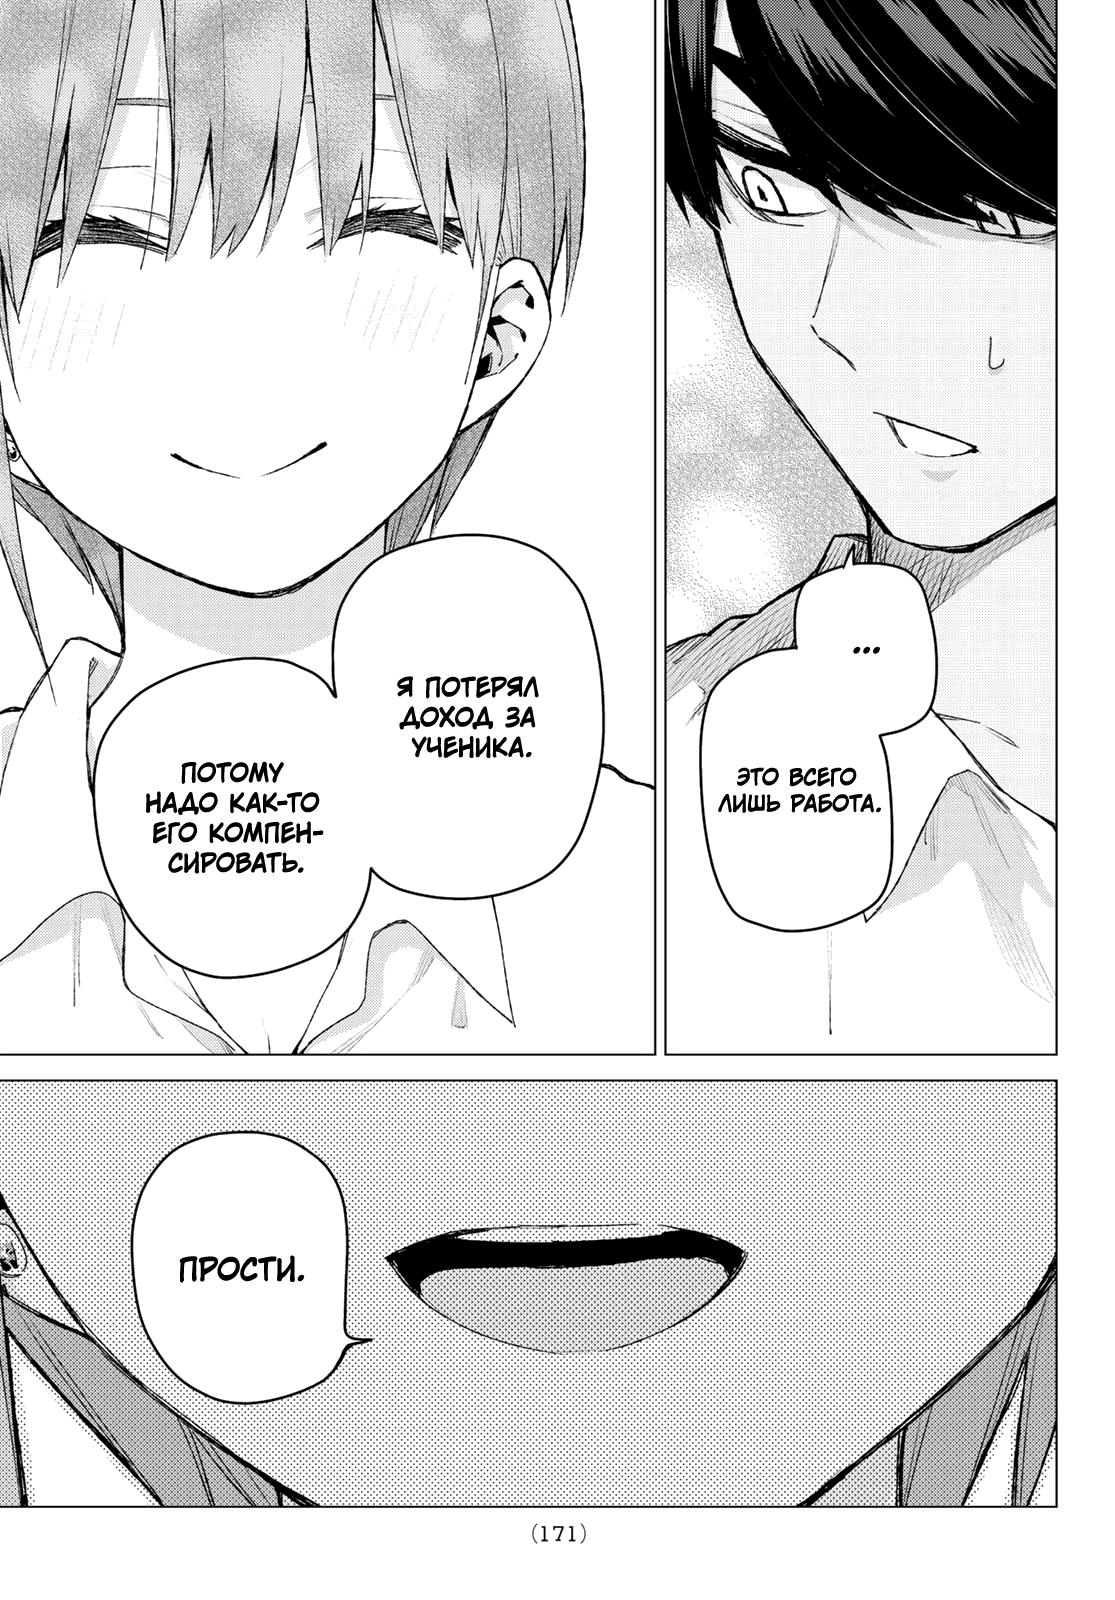 ...
ЭТО ВСЕГО
ЛИШЬ РАБОТА.
Я ПОТЕРЯЛ
ДОХОД ЗА
УЧЕНИКА.
ПОТОМУ
НАДО КАК-ТО
ЕГО КОМПЕН-
СИРОВАТЬ.
ПРОСТИ.
(171)